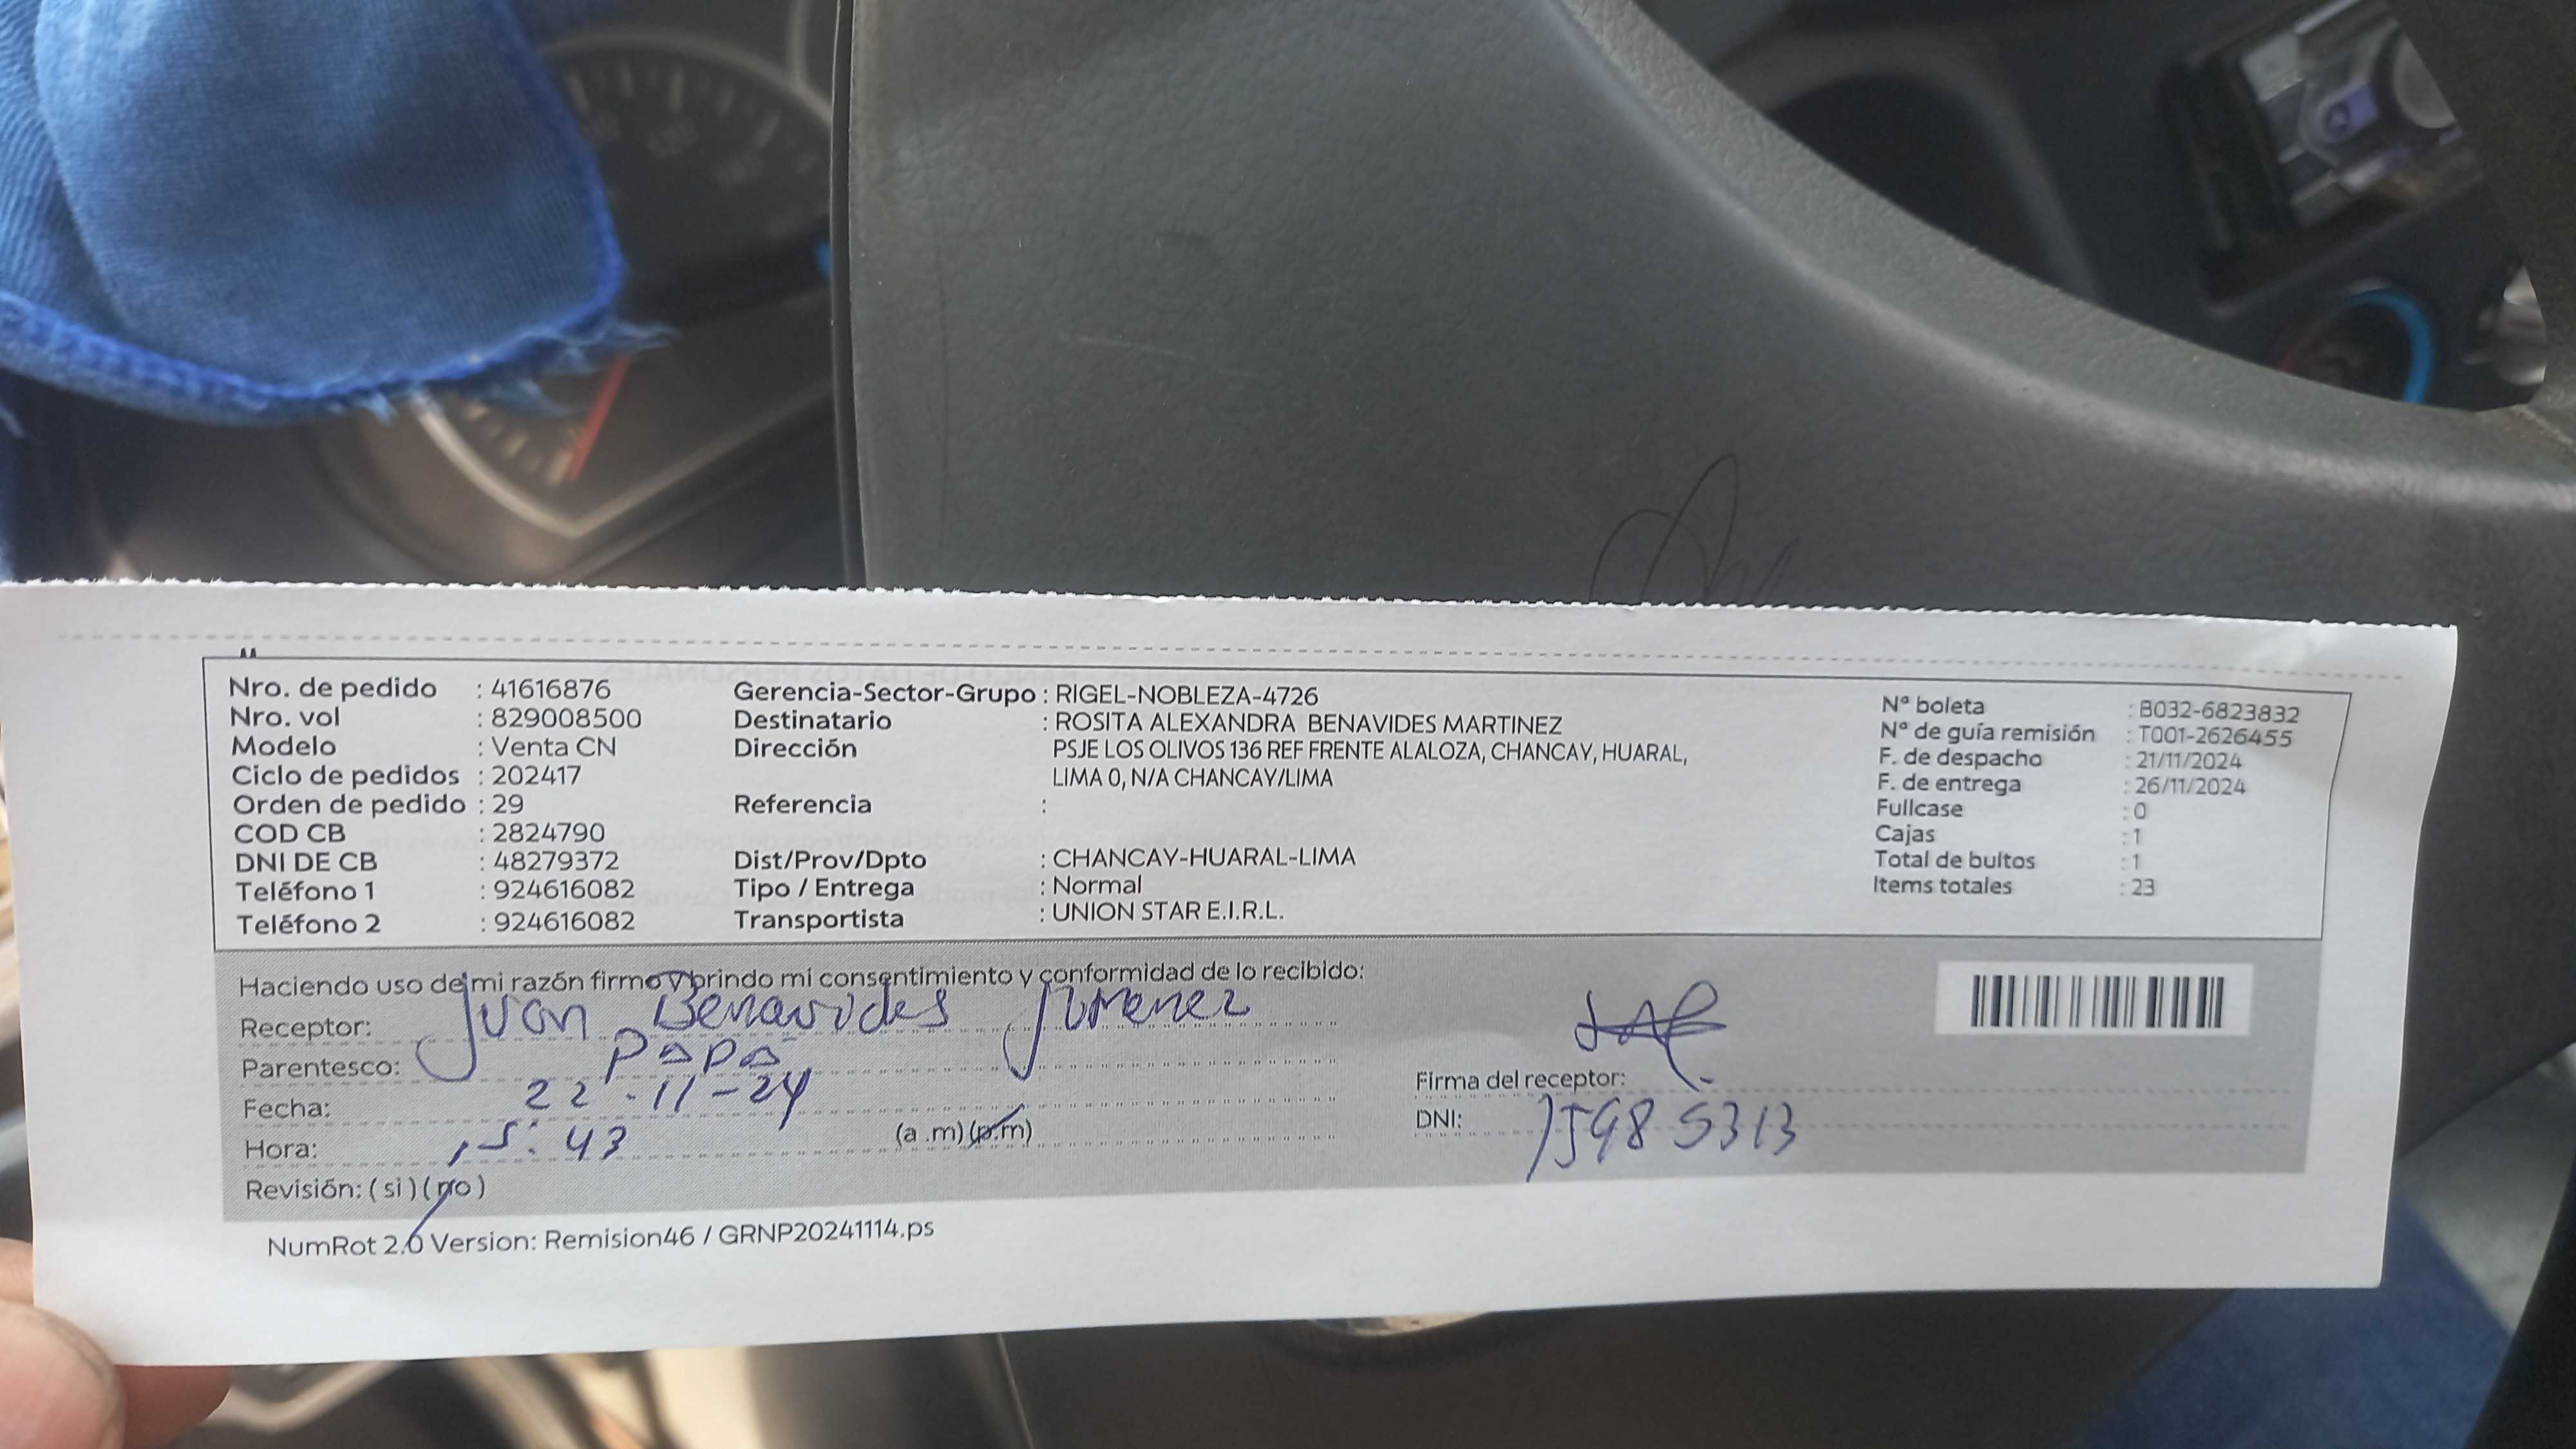 Nro. de pedido : 41616876
Nro. vol : 829008500
Modelo : Venta CN
Ciclo de pedidos : 202417
Orden de pedido : 29
COD CB : 2824790
DNI DE CB : 48279372
Teléfono 1 : 924616082
Teléfono 2 : 924616082
Gerencia-Sector-Grupo : RIGEL-NOBLEZA-4726
Destinatario : ROSITA ALEXANDRA BENAVIDES MARTINEZ
Dirección PSJE LOS OLIVOS 136 REF FRENTE ALALOZA, CHANCAY, HUARAL,
LIMA 0, N/A CHANCAY/LIMA
Referencia :
Dist/Prov/Dpto : CHANCAY-HUARAL-LIMA
Tipo / Entrega : Normal
Transportista : UNION STAR E.I.R.L.
Nº boleta : B032-6823832
Nº de guía remisión : T001-2626455
F. de despacho : 21/11/2024
F. de entrega : 26/11/2024
Fullcase : 0
Cajas : 1
Total de bultos : 1
Items totales : 23
Haciendo uso de mi razón firmo y brindo mi consentimiento y conformidad de lo recibido:
Receptor: Juan Benavides Jimenez
Parentesco: PAPA
Fecha: 22-11-24
Hora: 15:43 (a.m) (p.m)
Revisión: ( si ) ( no )
Firma del receptor:
DNI: 15985313
NumRot 2.0 Version: Remision46 / GRNP20241114.ps